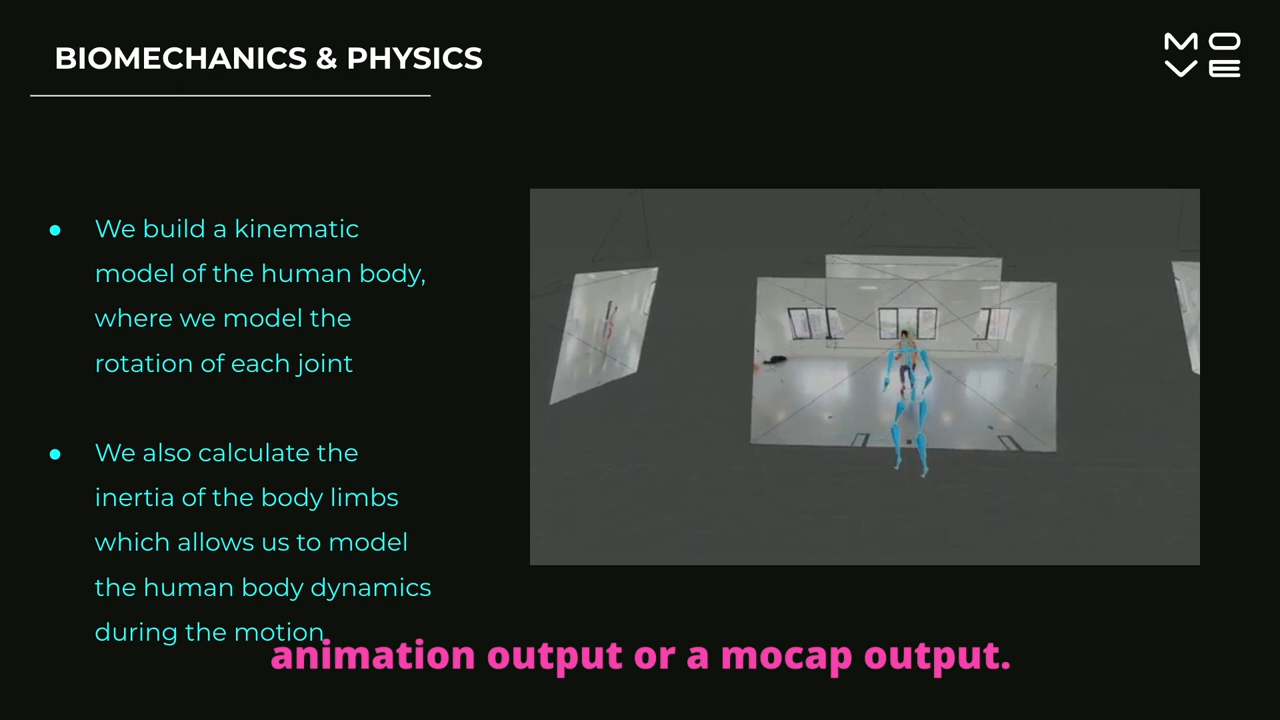 BIOMECHANICS & PHYSICS
MO
VE
● We build a kinematic
model of the human body,
where we model the
rotation of each joint
● We also calculate the
inertia of the body limbs
which allows us to model
the human body dynamics
during the motion
animation output or a mocap output.